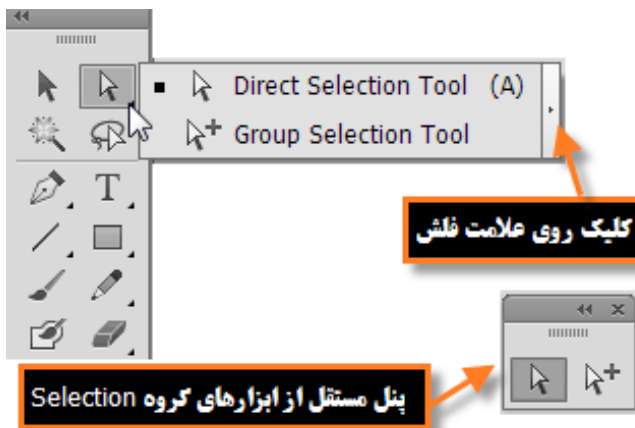 Direct Selection Tool (A)
Group Selection Tool
کلیک روی علامت فلش
پنل مستقل از ابزارهای گروه Selection